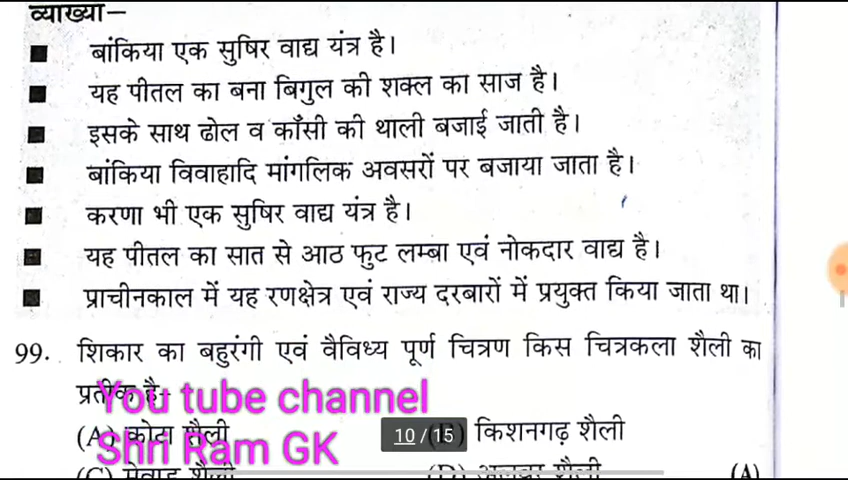 व्याख्या–
■ बांकिया एक सुषिर वाद्य यंत्र है।
■ यह पीतल का बना बिगुल की शक्ल का साज है।
■ इसके साथ ढोल व काँसी की थाली बजाई जाती है।
■ बांकिया विवाहादि मांगलिक अवसरों पर बजाया जाता है।
■ करणा भी एक सुषिर वाद्य यंत्र है।
■ यह पीतल का सात से आठ फुट लम्बा एवं नोकदार वाद्य है।
■ प्राचीनकाल में यह रणक्षेत्र एवं राज्य दरबारों में प्रयुक्त किया जाता था।
99. शिकार का बहुरंगी एवं वैविध्य पूर्ण चित्रण किस चित्रकला शैली का
प्रतीक है–
You tube channel
(A) कोटा शैली (B) किशनगढ़ शैली
Shri Ram GK
10 / 15
(C) मेवाड़ शैली (D) अलवर शैली (A)